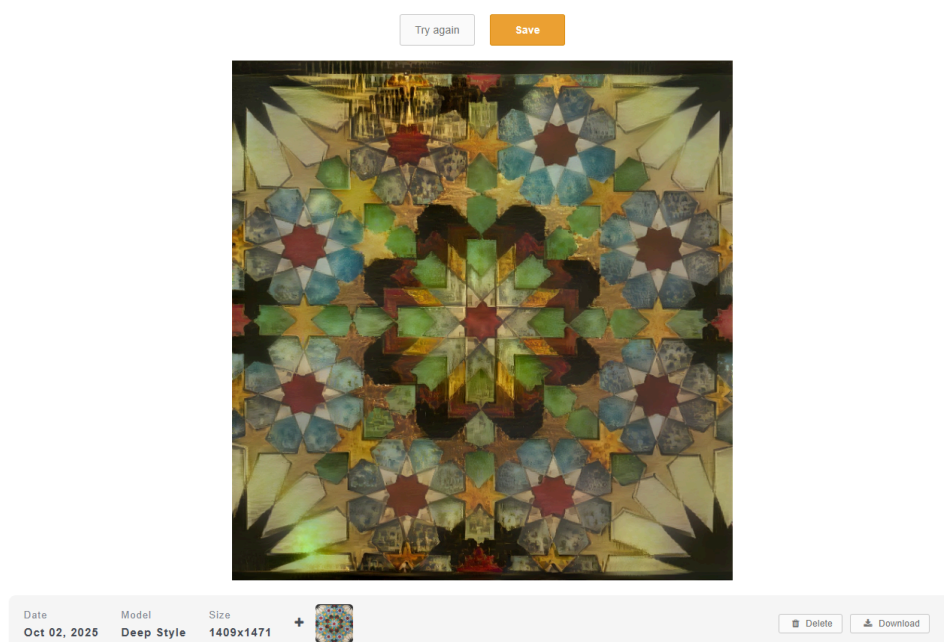 Try again
Save
Date
Model
Size
Oct 02, 2025
Deep Style
1409x1471
+
Delete
Download